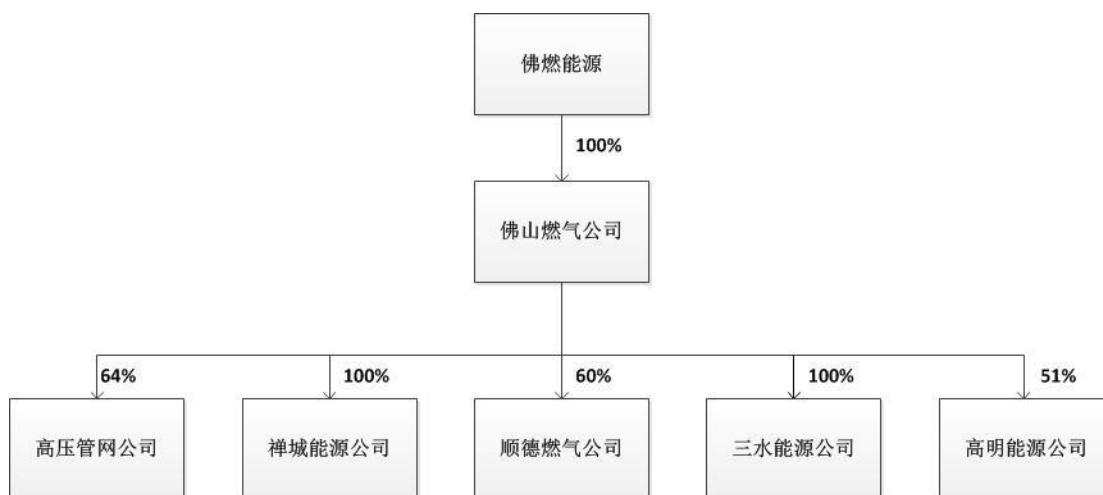 佛燃能源
100%
佛山燃气公司
64%
100%
60%
100%
51%
高压管网公司
禅城能源公司
顺德燃气公司
三水能源公司
高明能源公司